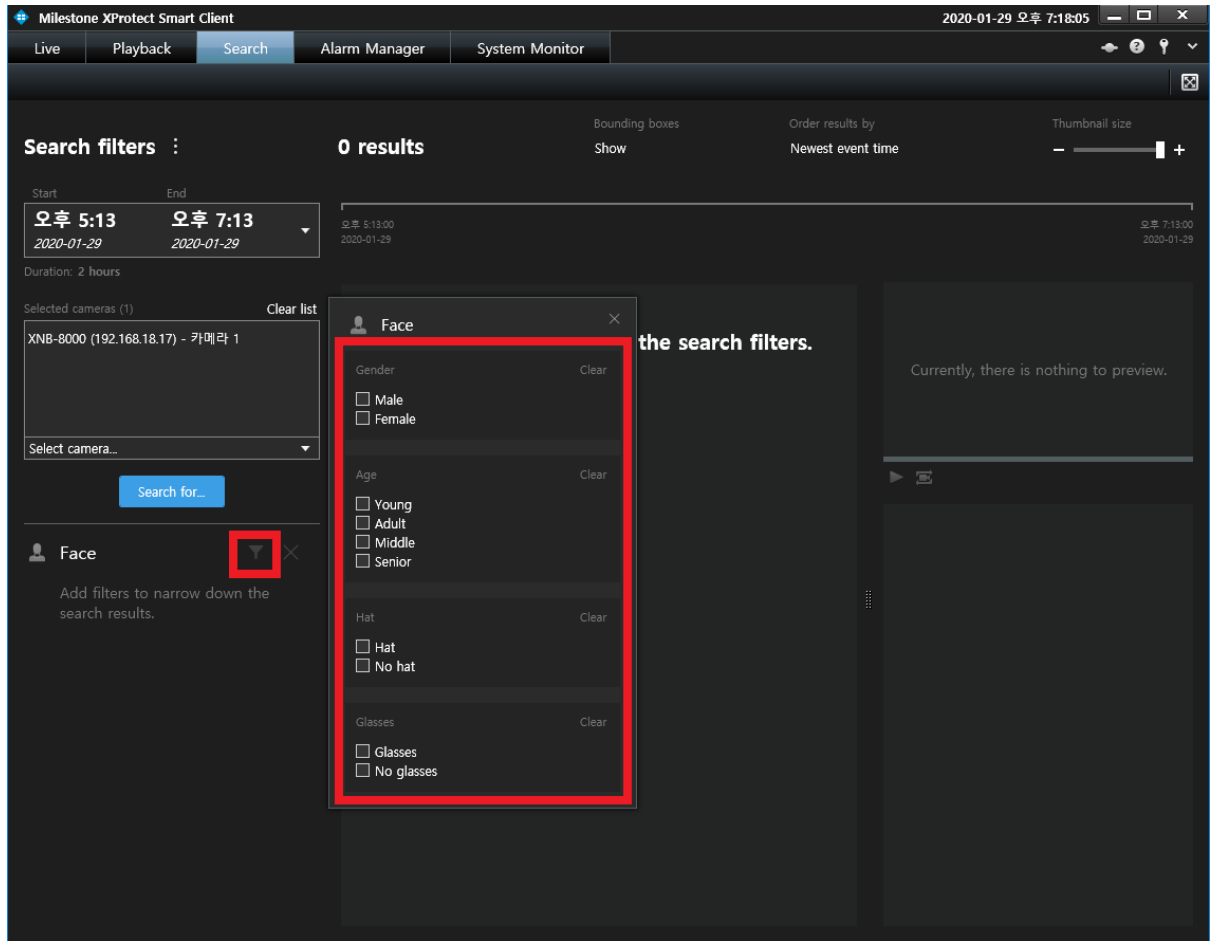 Milestone XProtect Smart Client
2020-01-29 오후 7:18:05
Live Playback Search Alarm Manager System Monitor
Search filters
0 results
Bounding boxes
Show
Order results by
Newest event time
Thumbnail size
Start End
오후 5:13 오후 7:13
2020-01-29 2020-01-29
Duration: 2 hours
오후 5:13:00
2020-01-29
오후 7:13:00
2020-01-29
Selected cameras (1) Clear list
XNB-8000 (192.168.18.17) - 카메라 1
Select camera...
Search for...
Face
Add filters to narrow down the
search results.
Face
Gender Clear
Male
Female
Age Clear
Young
Adult
Middle
Senior
Hat Clear
Hat
No hat
Glasses Clear
Glasses
No glasses
the search filters.
Currently, there is nothing to preview.